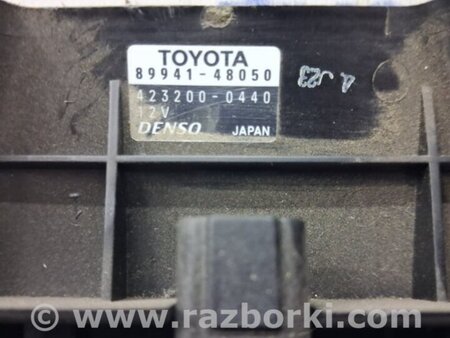 TOYOTA
89941-48050
423200-0440
12V
DENSO JAPAN
© www.razborki.com